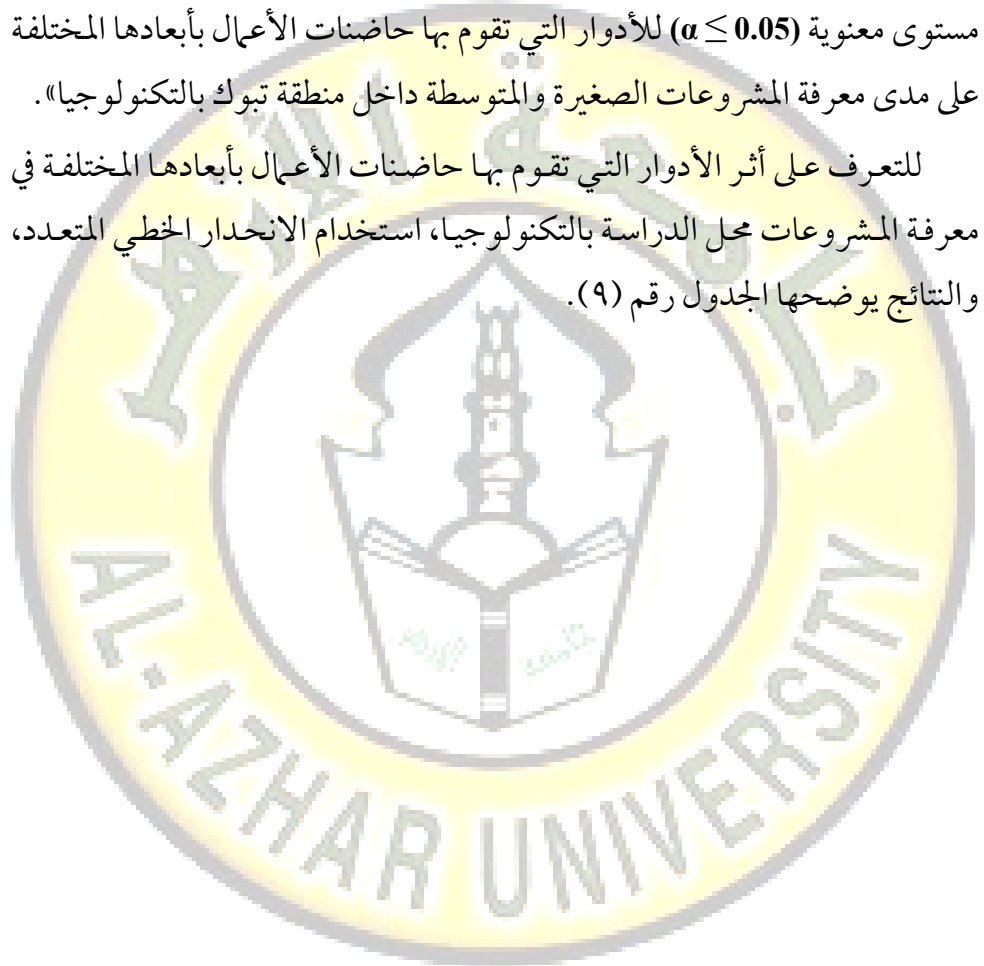 مستوى معنوية (α ≤ 0.05) للأدوار التي تقوم بها حاضنات الأعمال بأبعادها المختلفة
على مدى معرفة المشروعات الصغيرة والمتوسطة داخل منطقة تبوك بالتكنولوجيا».
للتعرف على أثر الأدوار التي تقوم بها حاضنات الأعمال بأبعادها المختلفة في
معرفة المشروعات محل الدراسة بالتكنولوجيا، استخدام الانحدار الخطي المتعدد،
والنتائج يوضحها الجدول رقم (٩).
جامعة الأزهر
AL-AZHAR UNIVERSITY